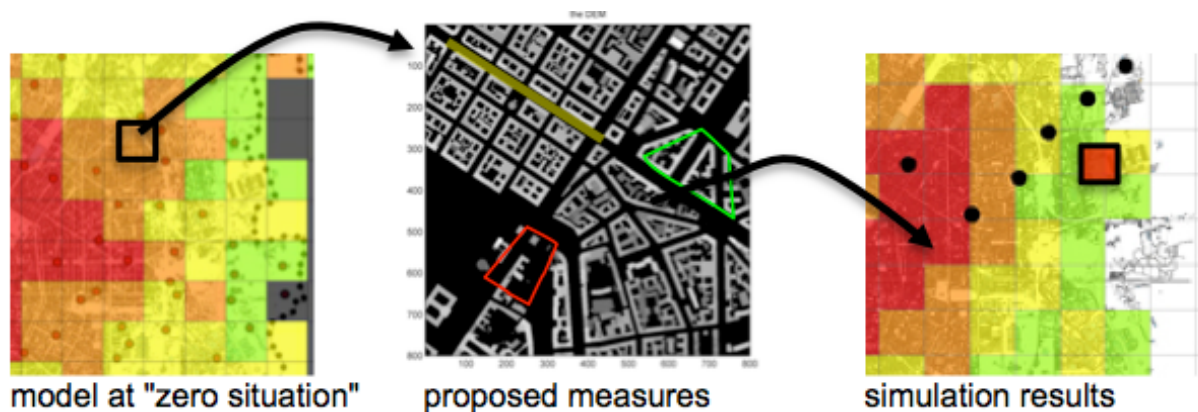 the DEM
100
200
300
400
500
600
700
800
100 200 300 400 500 600 700 800
model at "zero situation"
proposed measures
simulation results